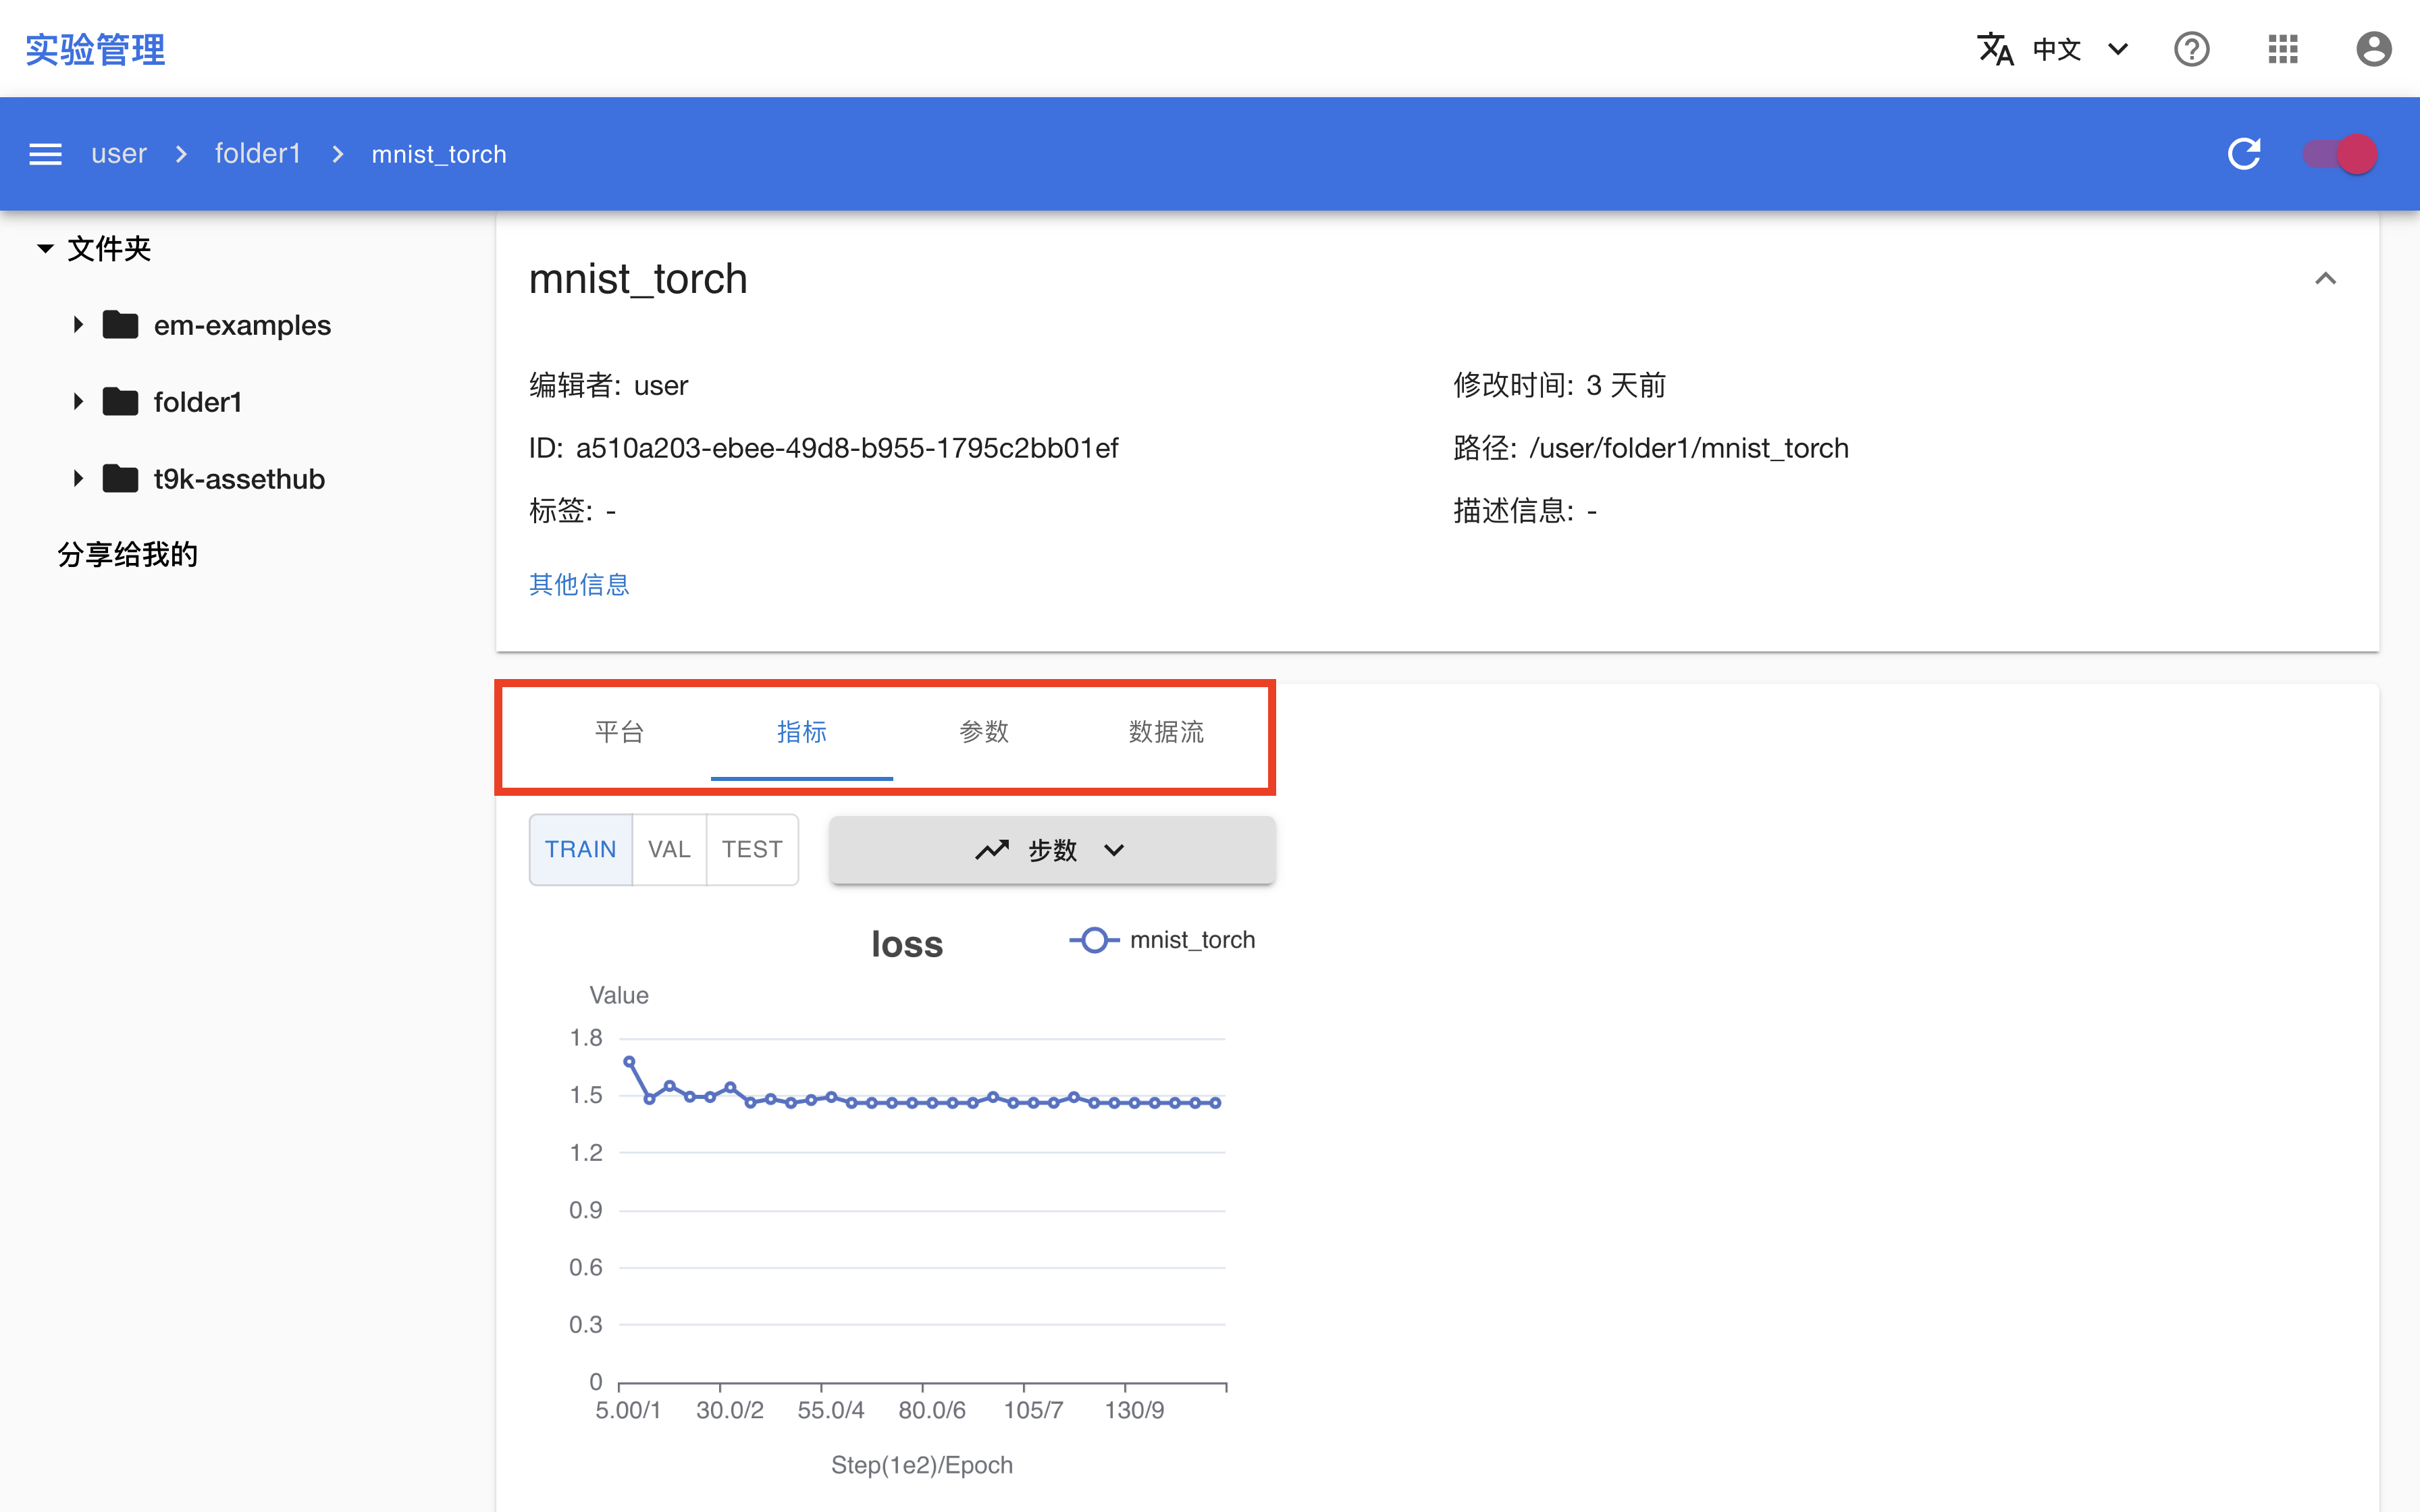 实验管理
中文
user > folder1 > mnist_torch
文件夹
em-examples
folder1
t9k-assethub
分享给我的
mnist_torch
编辑者: user
修改时间: 3 天前
ID: a510a203-ebee-49d8-b955-1795c2bb01ef
路径: /user/folder1/mnist_torch
标签: -
描述信息: -
其他信息
平台 指标 参数 数据流
TRAIN VAL TEST
步数
loss
mnist_torch
Value
1.8
1.5
1.2
0.9
0.6
0.3
0
5.00/1 30.0/2 55.0/4 80.0/6 105/7 130/9
Step(1e2)/Epoch